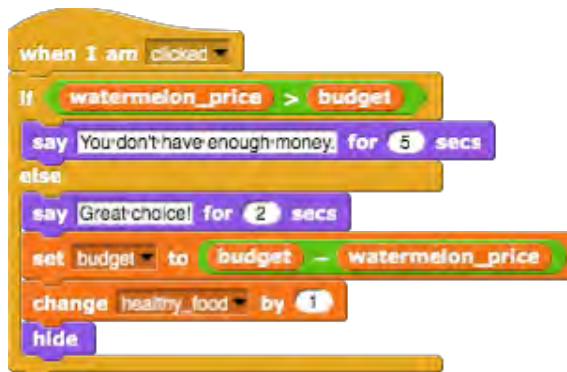 when I am clicked
if watermelon_price > budget
say You don't have enough money. for 5 secs
else
say Great choice! for 2 secs
set budget to budget - watermelon_price
change healthy_food by 1
hide